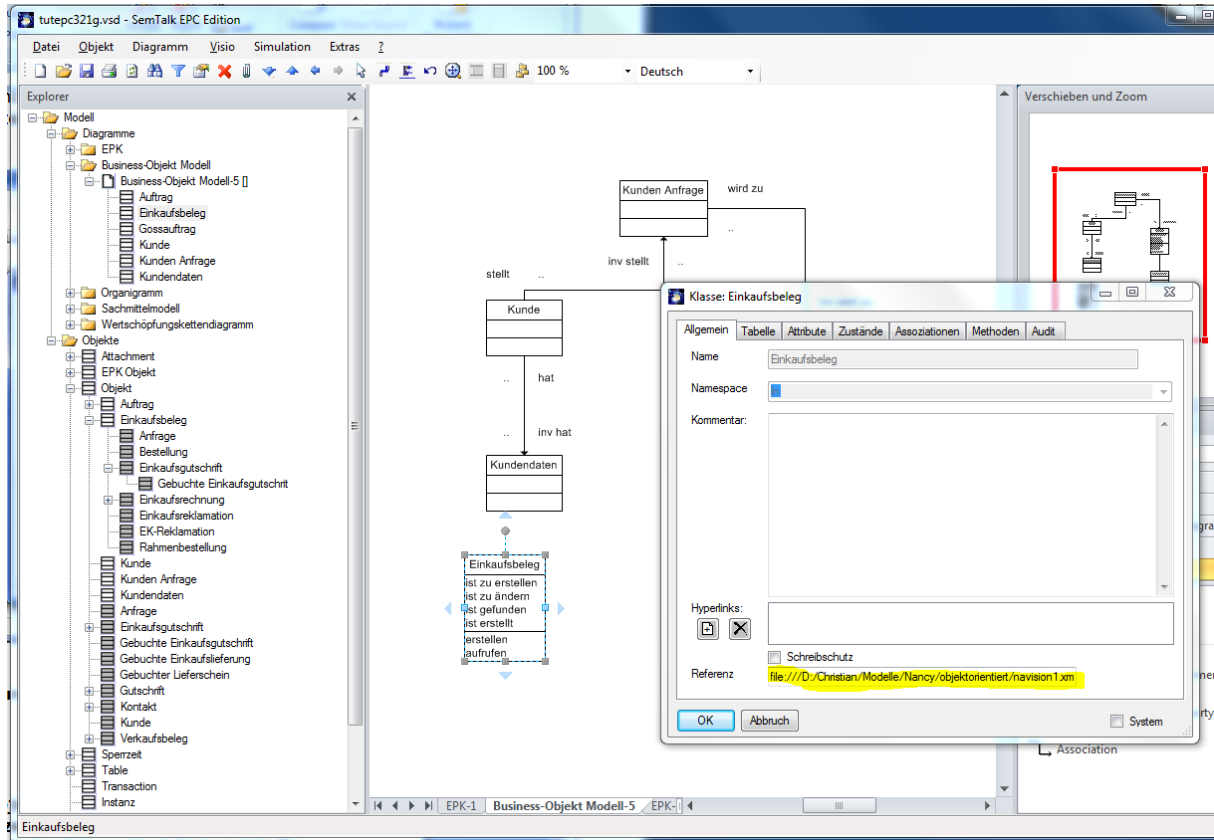 tutepc321g.vsd - SemTalk EPC Edition
Datei Objekt Diagramm Visio Simulation Extras ?
100 % Deutsch
Explorer
Modell
Diagramme
EPK
Business-Objekt Modell
Business-Objekt Modell-5 []
Auftrag
Einkaufsbeleg
Gossauftrag
Kunde
Kunden Anfrage
Kundendaten
Organigramm
Sachmittelmodell
Wertschöpfungskettendiagramm
Objekte
Attachment
EPK Objekt
Objekt
Auftrag
Einkaufsbeleg
Anfrage
Bestellung
Einkaufsgutschrift
Gebuchte Einkaufsgutschrit
Einkaufsrechnung
Einkaufsreklamation
EK-Reklamation
Rahmenbestellung
Kunde
Kunden Anfrage
Kundendaten
Anfrage
Einkaufsgutschrift
Gebuchte Einkaufsgutschrift
Gebuchte Einkaufslieferung
Gebuchter Lieferschein
Gutschrift
Kontakt
Kunde
Verkaufsbeleg
Sperrzeit
Table
Transaction
Instanz
Einkaufsbeleg
Kunden Anfrage
wird zu
..
inv stellt ..
stellt ..
Kunde
.. hat
.. inv hat
Kundendaten
Einkaufsbeleg
ist zu erstellen
ist zu ändern
ist gefunden
ist erstellt
erstellen
aufrufen
EPK-1 Business-Objekt Modell-5 EPK-
Verschieben und Zoom
Klasse: Einkaufsbeleg
Allgemein Tabelle Attribute Zustände Assoziationen Methoden Audit
Name Einkaufsbeleg
Namespace
Kommentar:
Hyperlinks:
Schreibschutz
Referenz file:///D:/Christian/Modelle/Nancy/objektorientiert/navision1.xm
OK Abbruch System
Association